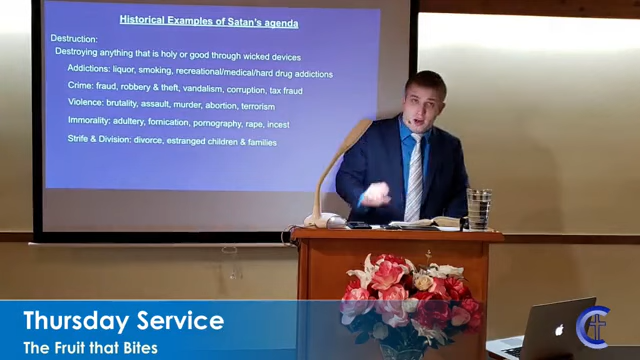 Historical Examples of Satan's agenda
Destruction:
Destroying anything that is holy or good through wicked devices
Addictions: liquor, smoking, recreational/medical/hard drug addictions
Crime: fraud, robbery & theft, vandalism, corruption, tax fraud
Violence: brutality, assault, murder, abortion, terrorism
Immorality: adultery, fornication, pornography, rape, incest
Strife & Division: divorce, estranged children & families
Thursday Service
The Fruit that Bites